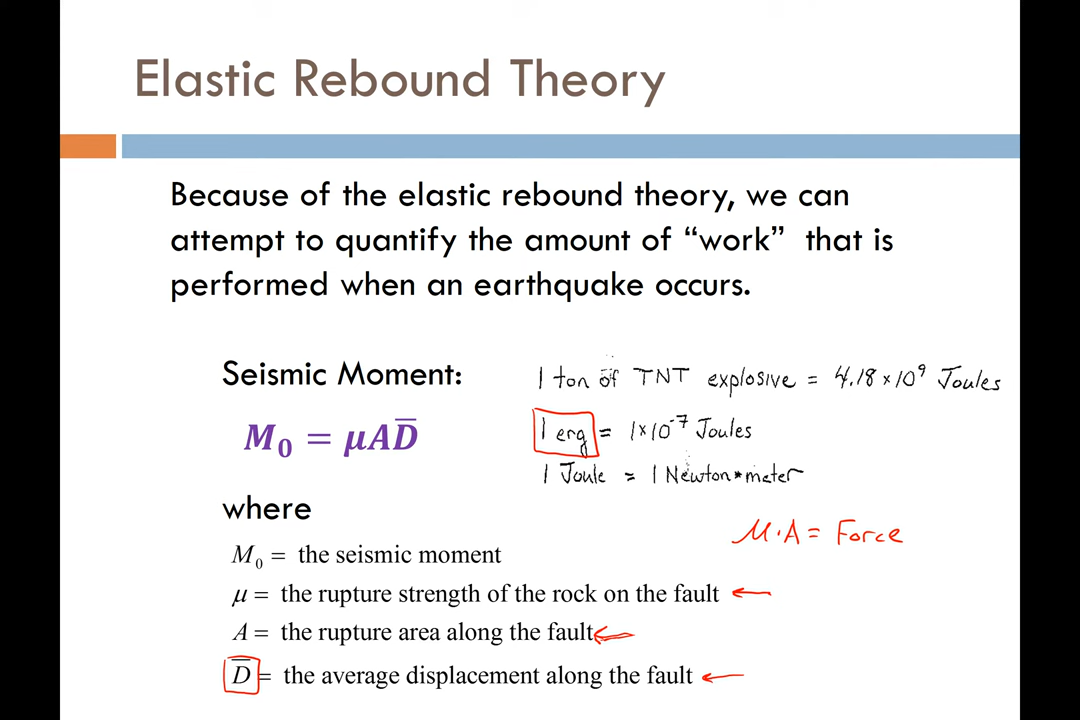 Elastic Rebound Theory
Because of the elastic rebound theory, we can
attempt to quantify the amount of “work” that is
performed when an earthquake occurs.
Seismic Moment:
M₀ = μAD̅
where
M₀ = the seismic moment
μ = the rupture strength of the rock on the fault
A = the rupture area along the fault
D̅ = the average displacement along the fault
1 ton of TNT explosive = 4.18 × 10⁹ Joules
1 erg = 1×10⁻⁷ Joules
1 Joule = 1 Newton*meter
μ·A = Force